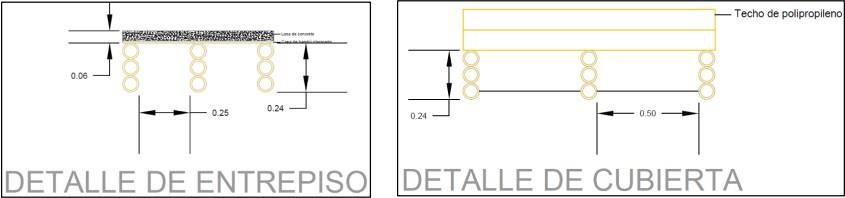 Losa de concreto
0.06
0.25
0.24
DETALLE DE ENTREPISO
Techo de polipropileno
0.24
0.50
DETALLE DE CUBIERTA